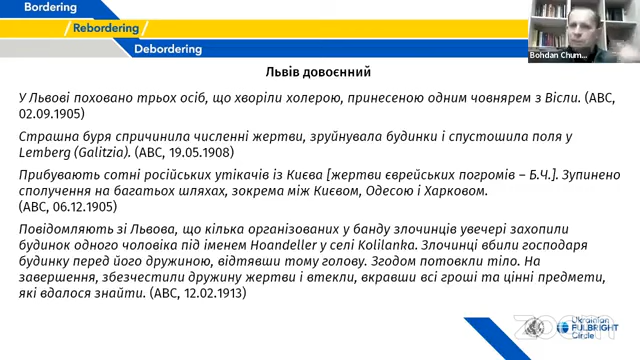 Bordering
Rebordering
Debordering
Bohdan Chum...
Львів довоєнний
У Львові поховано трьох осіб, що хворіли холерою, принесеною одним човнярем з Вісли. (ABC,
02.09.1905)
Страшна буря спричинила численні жертви, зруйнувала будинки і спустошила поля у
Lemberg (Galitzia). (ABC, 19.05.1908)
Прибувають сотні російських утікачів із Києва [жертви єврейських погромів – Б.Ч.]. Зупинено
сполучення на багатьох шляхах, зокрема між Києвом, Одесою і Харковом.
(ABC, 06.12.1905)
Повідомляють зі Львова, що кілька організованих у банду злочинців увечері захопили
будинок одного чоловіка під іменем Hoandeller у селі Kolilanka. Злочинці вбили господаря
будинку перед його дружиною, відтявши тому голову. Згодом потовкли тіло. На
завершення, збезчестили дружину жертви і втекли, вкравши всі гроші та цінні предмети,
які вдалося знайти. (ABC, 12.02.1913)
zoom
Ukrainian
FULBRIGHT
Circle